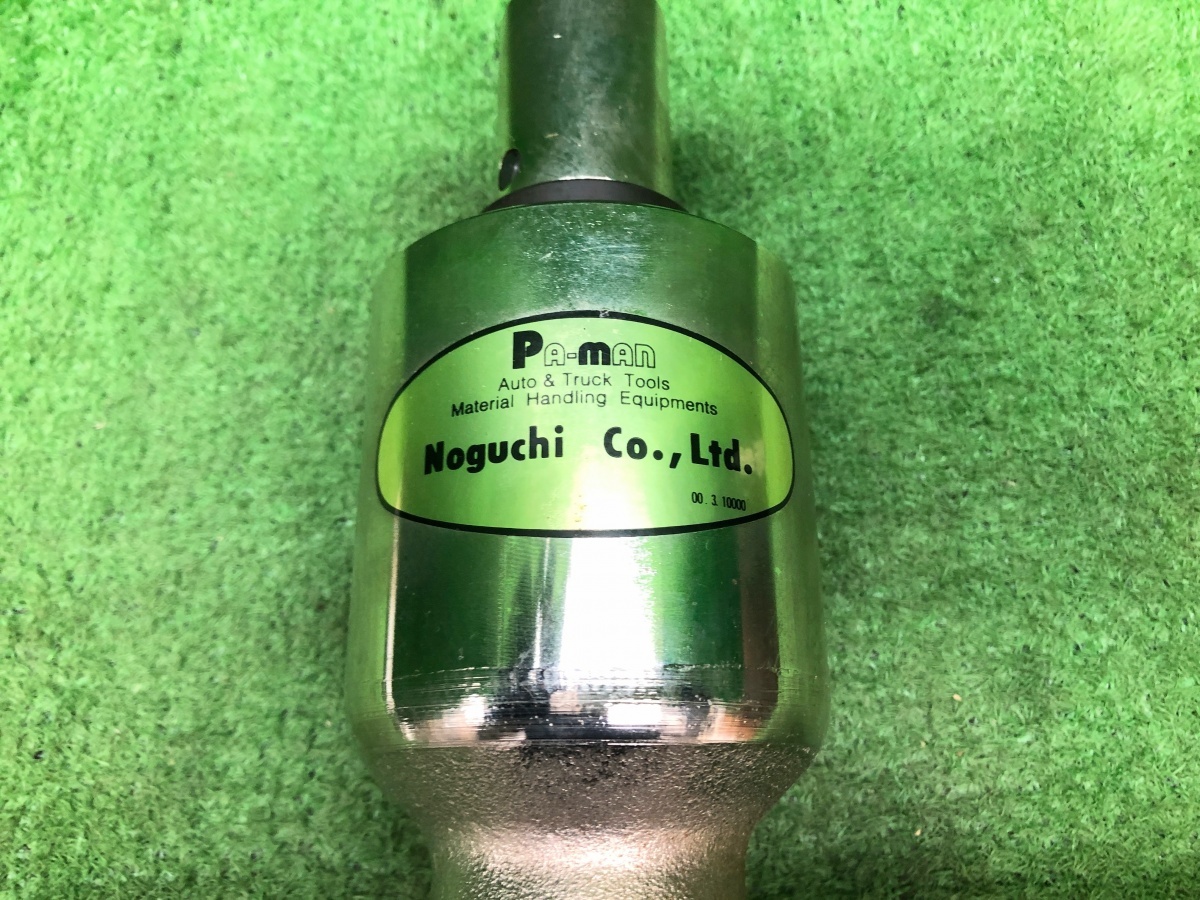 PA-MAN
Auto & Truck Tools
Material Handling Equipments
Noguchi Co., Ltd.
00.3.10000